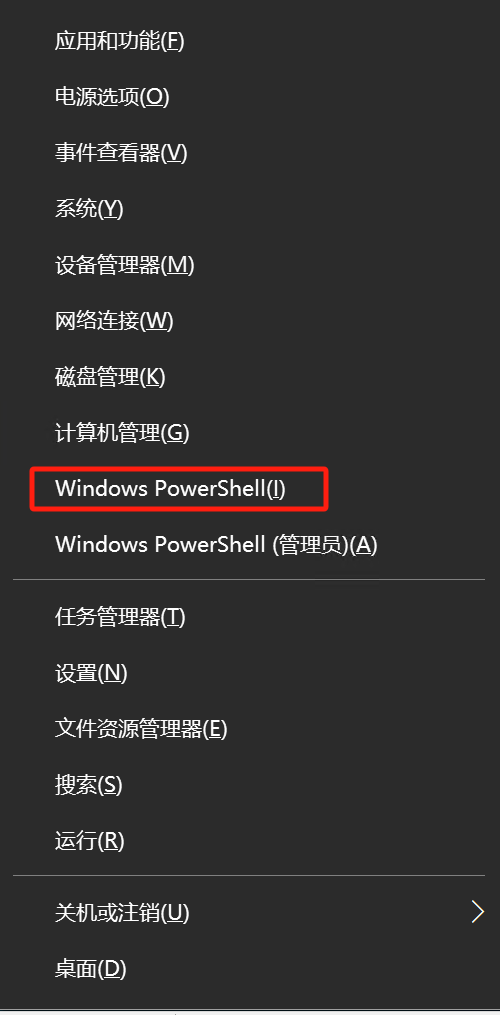 应用和功能(F)
电源选项(O)
事件查看器(V)
系统(Y)
设备管理器(M)
网络连接(W)
磁盘管理(K)
计算机管理(G)
Windows PowerShell(I)
Windows PowerShell (管理员)(A)
任务管理器(T)
设置(N)
文件资源管理器(E)
搜索(S)
运行(R)
关机或注销(U)
桌面(D)